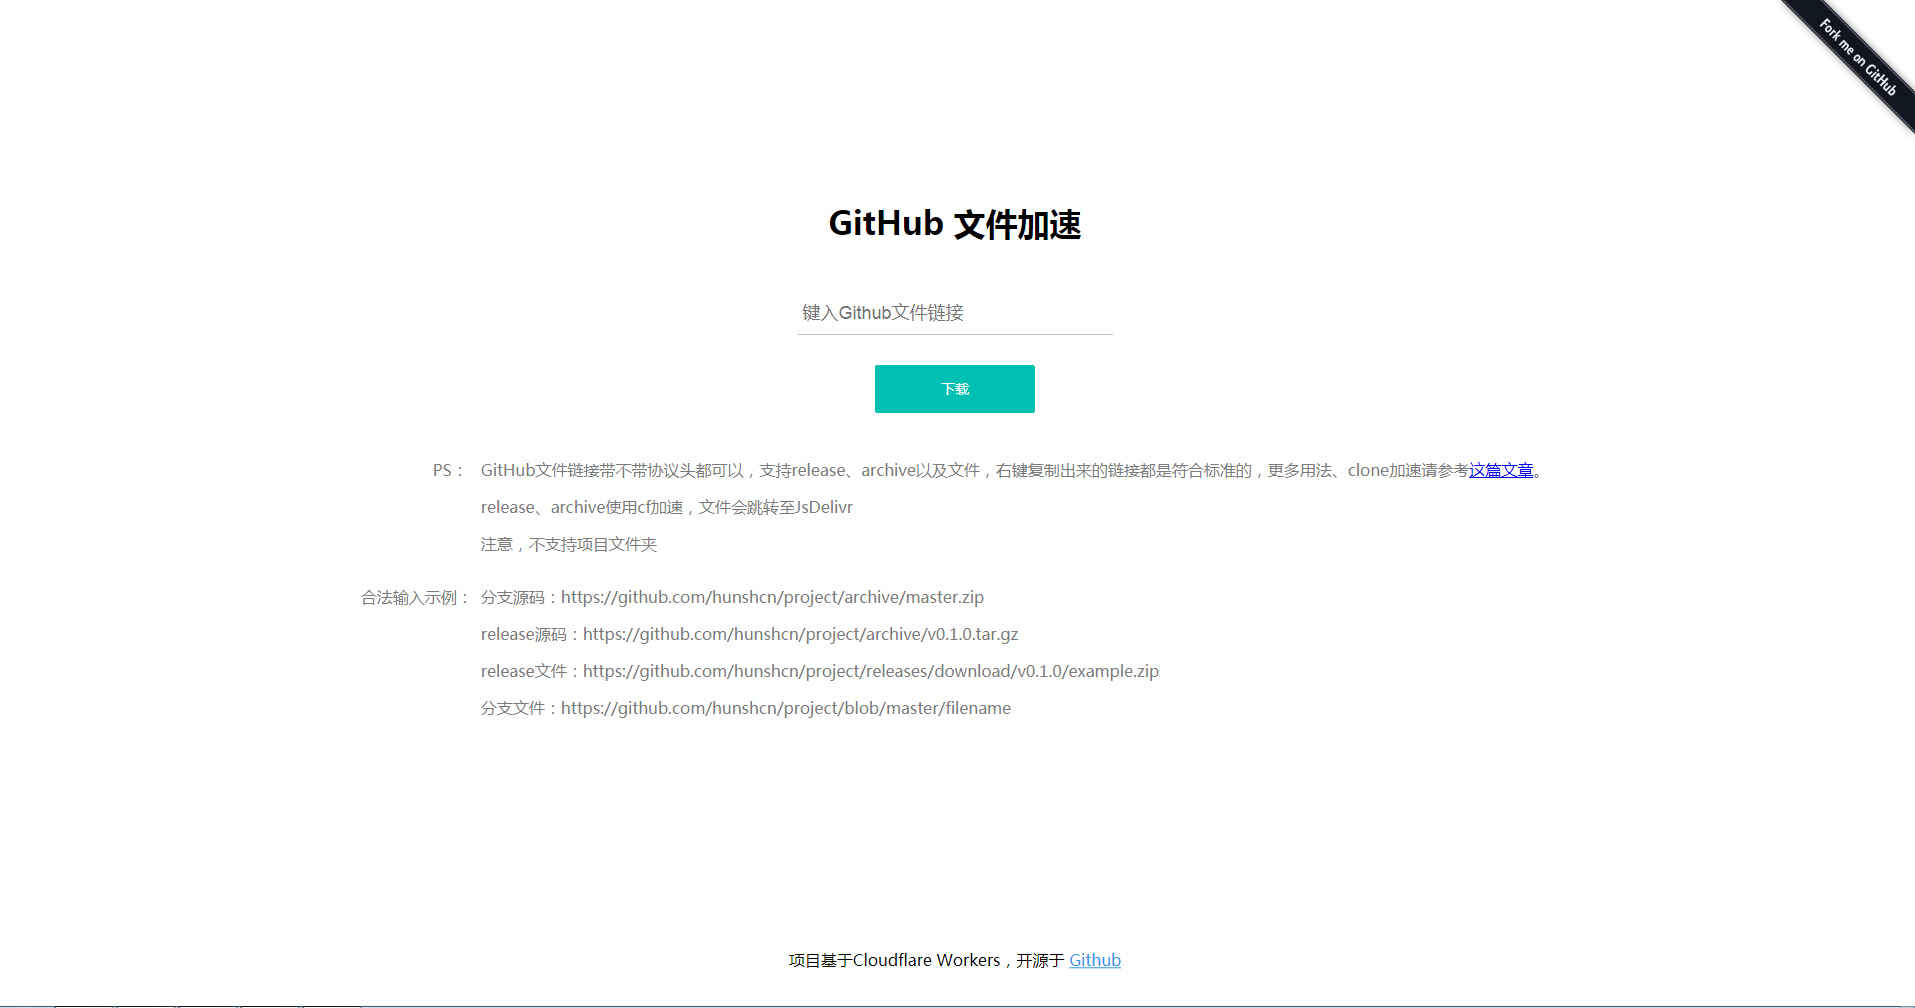 Fork me on GitHub
GitHub 文件加速
键入Github文件链接
下载
PS： GitHub文件链接带不带协议头都可以，支持release、archive以及文件，右键复制出来的链接都是符合标准的，更多用法、clone加速请参考这篇文章。
release、archive使用cf加速，文件会跳转至JsDelivr
注意，不支持项目文件夹
合法输入示例： 分支源码：https://github.com/hunshcn/project/archive/master.zip
release源码：https://github.com/hunshcn/project/archive/v0.1.0.tar.gz
release文件：https://github.com/hunshcn/project/releases/download/v0.1.0/example.zip
分支文件：https://github.com/hunshcn/project/blob/master/filename
项目基于Cloudflare Workers，开源于 Github